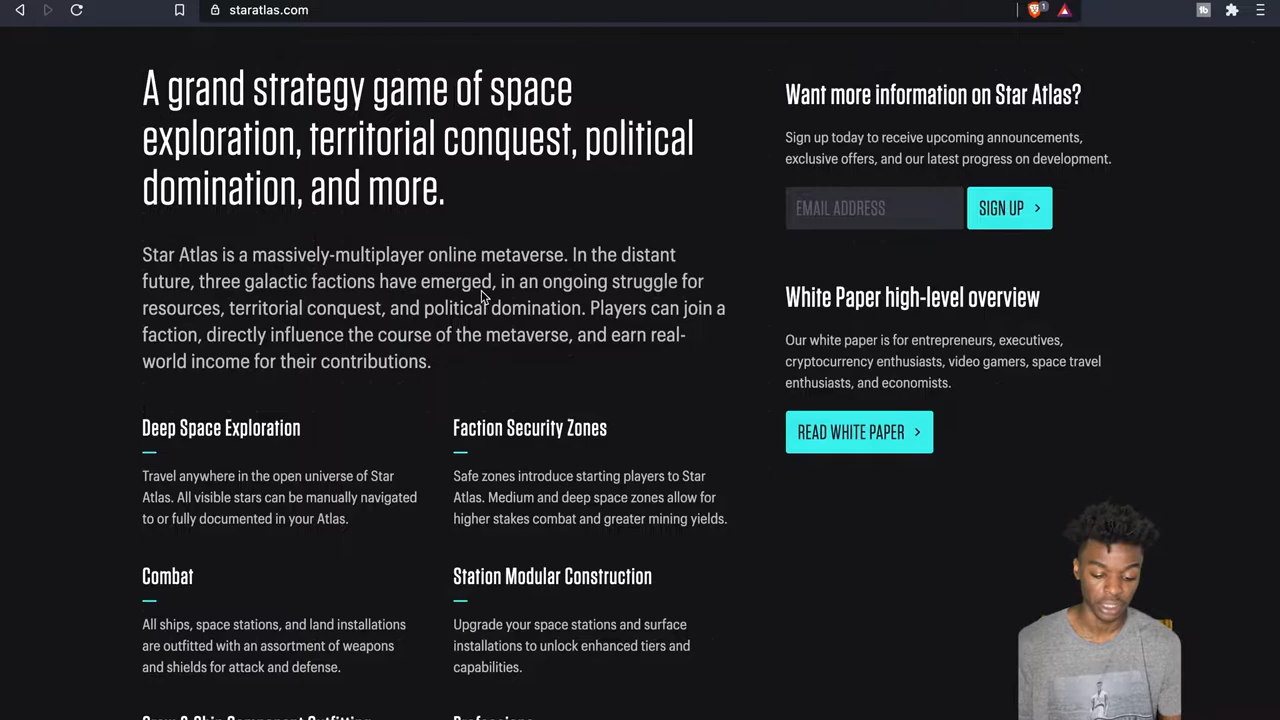 staratlas.com
1
A grand strategy game of space
exploration, territorial conquest, political
domination, and more.
Star Atlas is a massively-multiplayer online metaverse. In the distant
future, three galactic factions have emerged, in an ongoing struggle for
resources, territorial conquest, and political domination. Players can join a
faction, directly influence the course of the metaverse, and earn real-
world income for their contributions.
Deep Space Exploration
Travel anywhere in the open universe of Star
Atlas. All visible stars can be manually navigated
to or fully documented in your Atlas.
Faction Security Zones
Safe zones introduce starting players to Star
Atlas. Medium and deep space zones allow for
higher stakes combat and greater mining yields.
Combat
All ships, space stations, and land installations
are outfitted with an assortment of weapons
and shields for attack and defense.
Station Modular Construction
Upgrade your space stations and surface
installations to unlock enhanced tiers and
capabilities.
Want more information on Star Atlas?
Sign up today to receive upcoming announcements,
exclusive offers, and our latest progress on development.
EMAIL ADDRESS
SIGN UP
White Paper high-level overview
Our white paper is for entrepreneurs, executives,
cryptocurrency enthusiasts, video gamers, space travel
enthusiasts, and economists.
READ WHITE PAPER